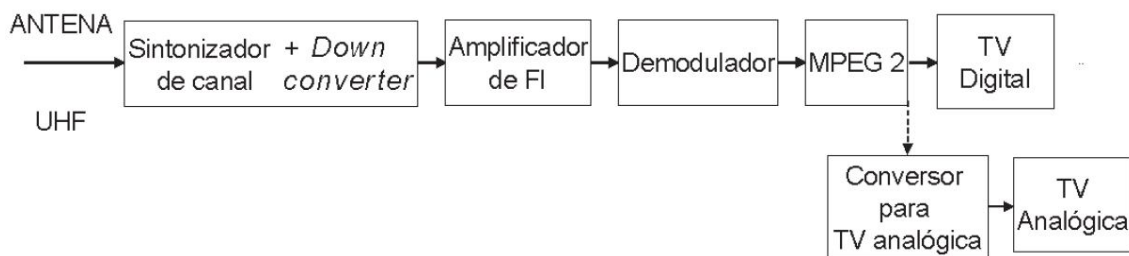 ANTENA
UHF
Sintonizador + Down
de canal converter
Amplificador
de FI
Demodulador
MPEG 2
TV
Digital
Conversor
para
TV analógica
TV
Analógica